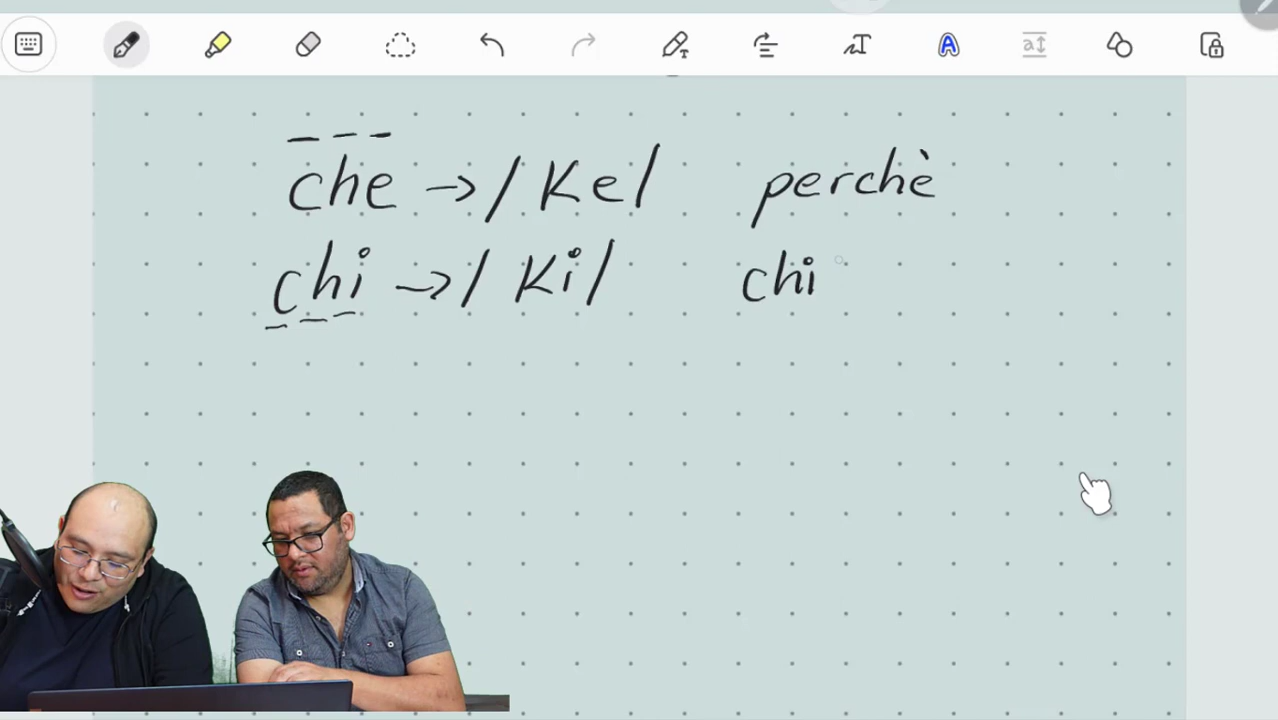 che → / Ke / perchè
chi → / Ki / chi